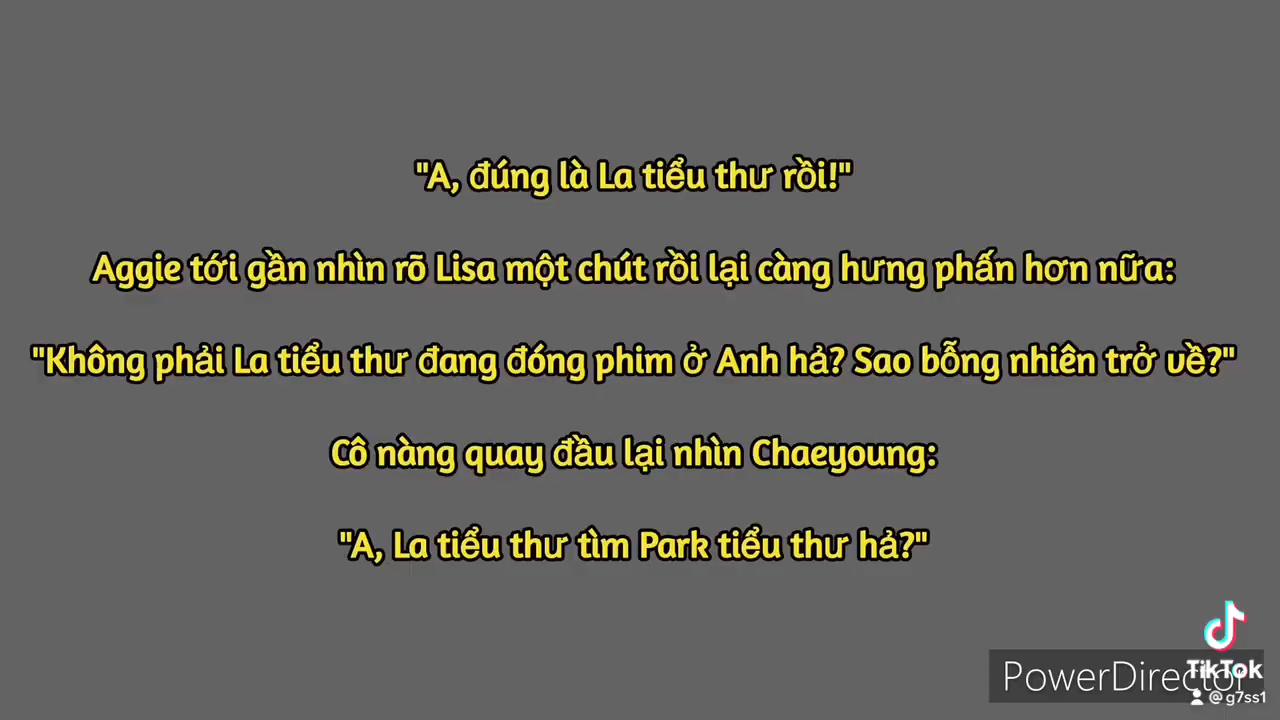 "A, đúng là La tiểu thư rồi!"
Aggie tới gần nhìn rõ Lisa một chút rồi lại càng hưng phấn hơn nữa:
"Không phải La tiểu thư đang đóng phim ở Anh hả? Sao bỗng nhiên trở về?"
Cô nàng quay đầu lại nhìn Chaeyoung:
"A, La tiểu thư tìm Park tiểu thư hả?"
PowerDirector
TikTok
@g7ss1